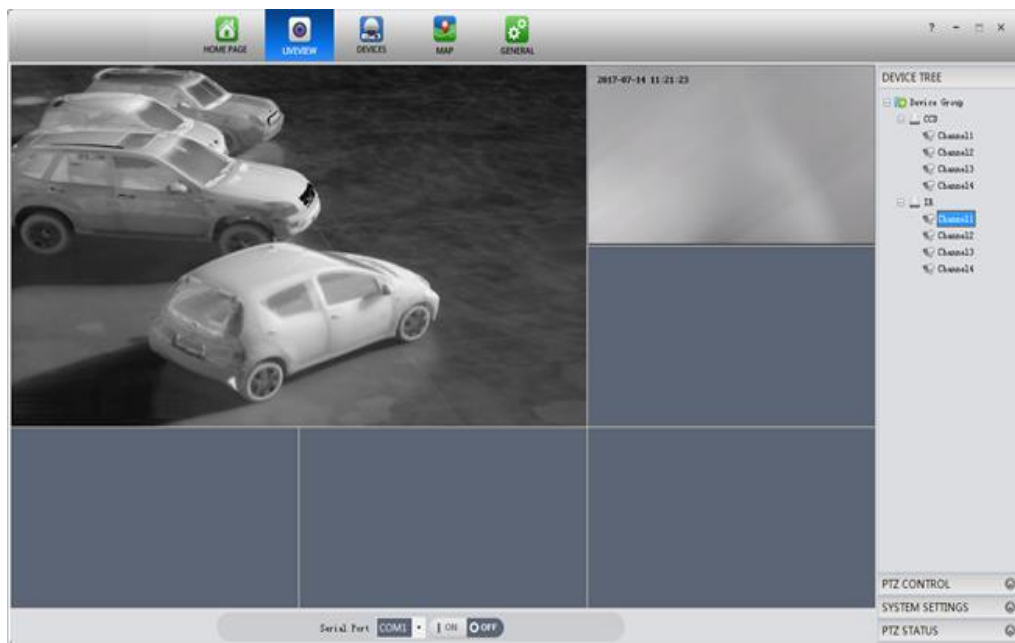 HOME PAGE
LIVEVIEW
DEVICES
MAP
GENERAL
?
2017-07-14 11:21:23
DEVICE TREE
Device Group
CCD
Channel1
Channel2
Channel3
Channel4
IR
Channel1
Channel2
Channel3
Channel4
PTZ CONTROL
SYSTEM SETTINGS
PTZ STATUS
Serial Port COM1 ON OFF